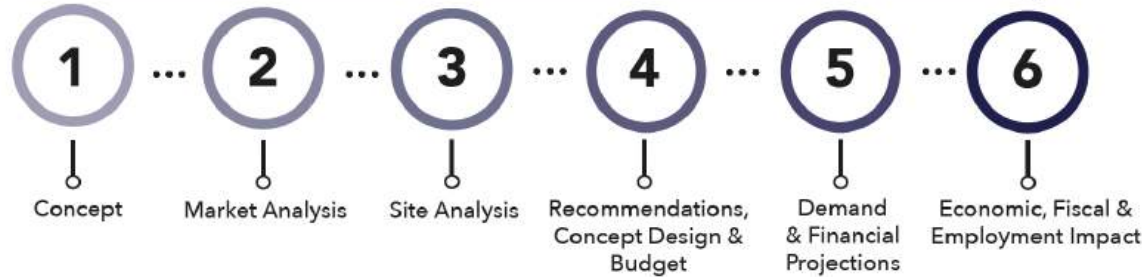 1 ... 2 ... 3 ... 4 ... 5 ... 6
Concept
Market Analysis
Site Analysis
Recommendations,
Concept Design &
Budget
Demand
& Financial
Projections
Economic, Fiscal &
Employment Impact